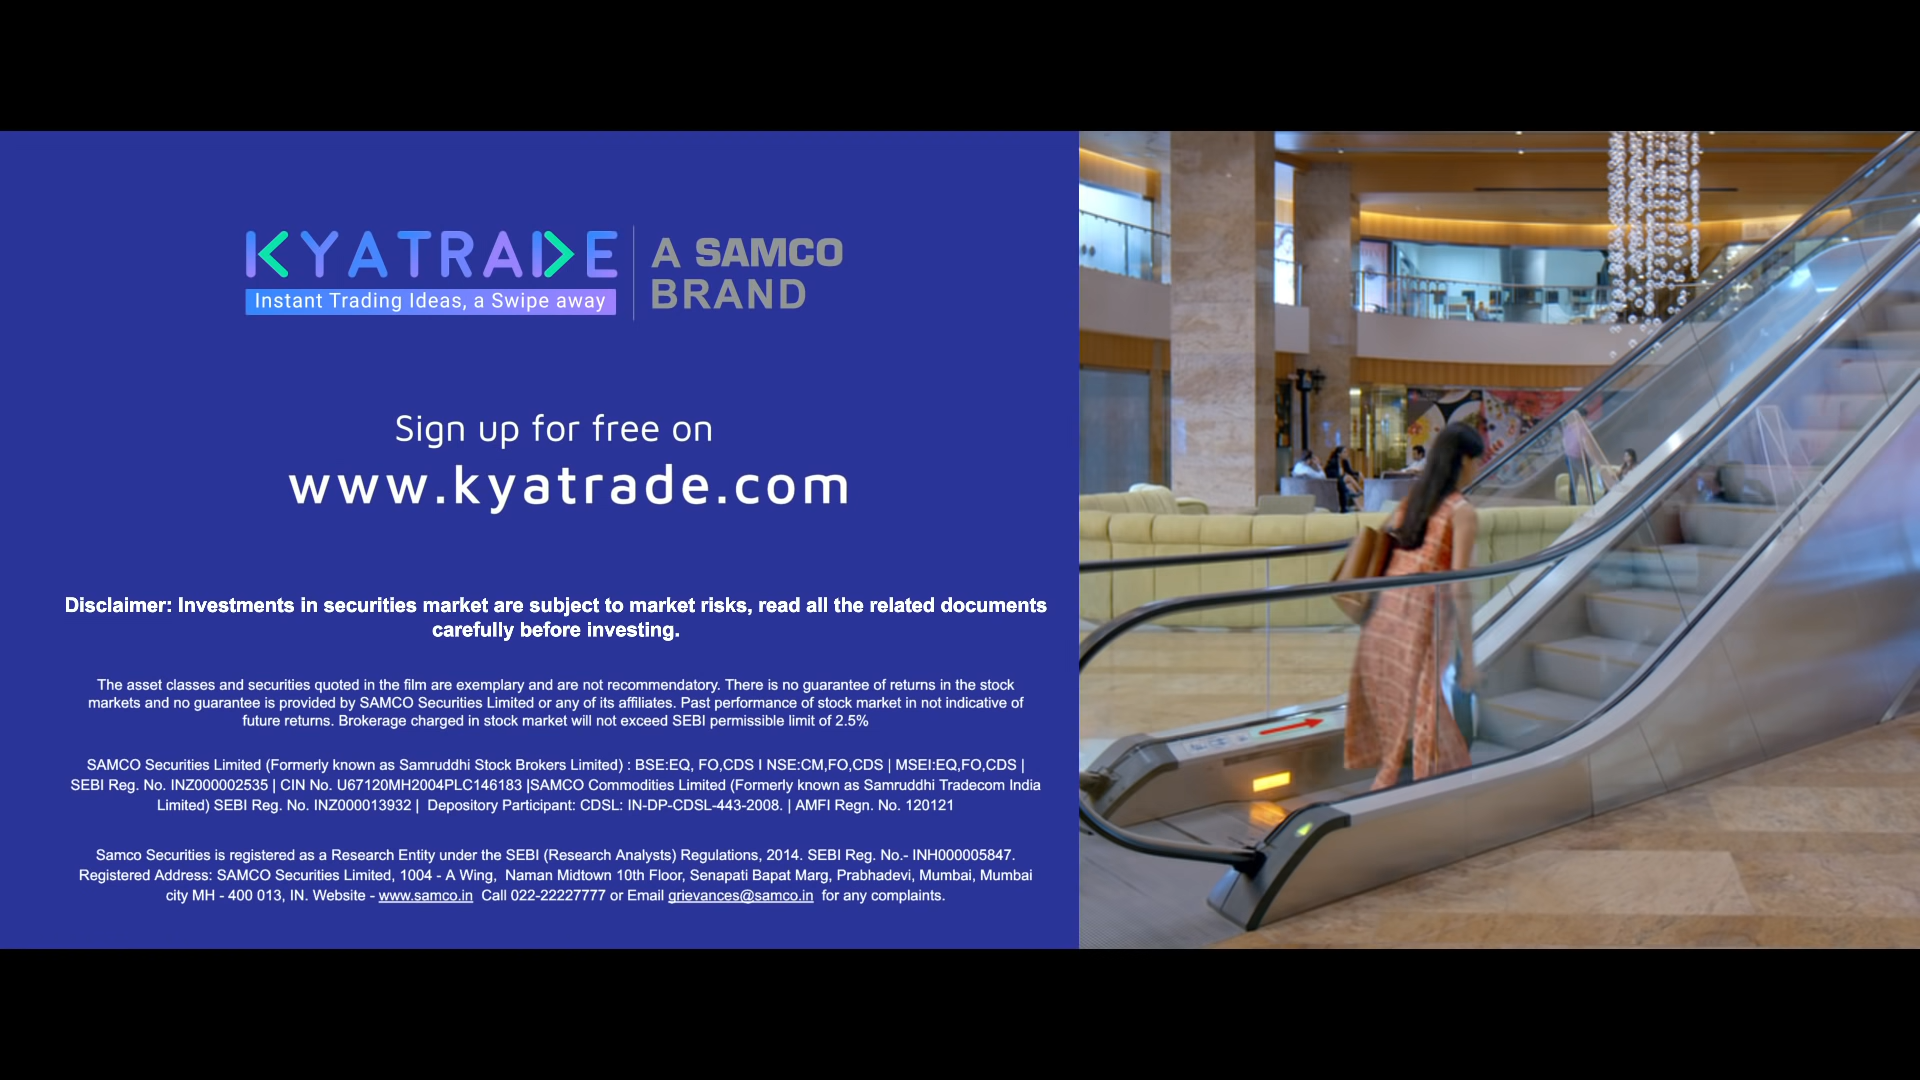 KYATRADE
Instant Trading Ideas, a Swipe away
A SAMCO
BRAND
Sign up for free on
www.kyatrade.com
Disclaimer: Investments in securities market are subject to market risks, read all the related documents
carefully before investing.
The asset classes and securities quoted in the film are exemplary and are not recommendatory. There is no guarantee of returns in the stock
markets and no guarantee is provided by SAMCO Securities Limited or any of its affiliates. Past performance of stock market in not indicative of
future returns. Brokerage charged in stock market will not exceed SEBI permissible limit of 2.5%
SAMCO Securities Limited (Formerly known as Samruddhi Stock Brokers Limited) : BSE:EQ, FO,CDS I NSE:CM,FO,CDS | MSEI:EQ,FO,CDS |
SEBI Reg. No. INZ000002535 | CIN No. U67120MH2004PLC146183 |SAMCO Commodities Limited (Formerly known as Samruddhi Tradecom India
Limited) SEBI Reg. No. INZ000013932 | Depository Participant: CDSL: IN-DP-CDSL-443-2008. | AMFI Regn. No. 120121
Samco Securities is registered as a Research Entity under the SEBI (Research Analysts) Regulations, 2014. SEBI Reg. No.- INH000005847.
Registered Address: SAMCO Securities Limited, 1004 - A Wing, Naman Midtown 10th Floor, Senapati Bapat Marg, Prabhadevi, Mumbai, Mumbai
city MH - 400 013, IN. Website - www.samco.in Call 022-22227777 or Email grievances@samco.in for any complaints.